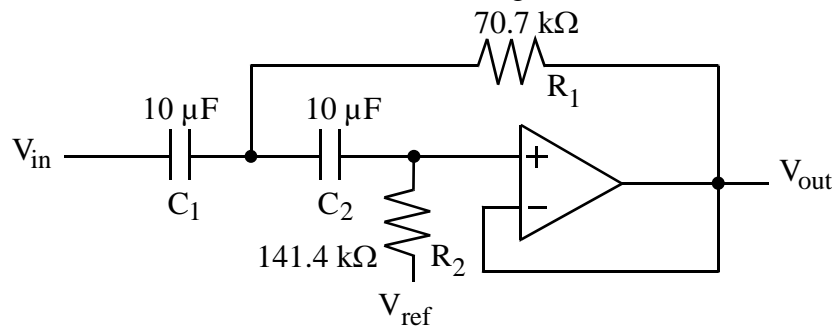 70.7 kΩ
R1
10 µF
10 µF
Vin
C1
C2
+
−
Vout
141.4 kΩ
R2
Vref